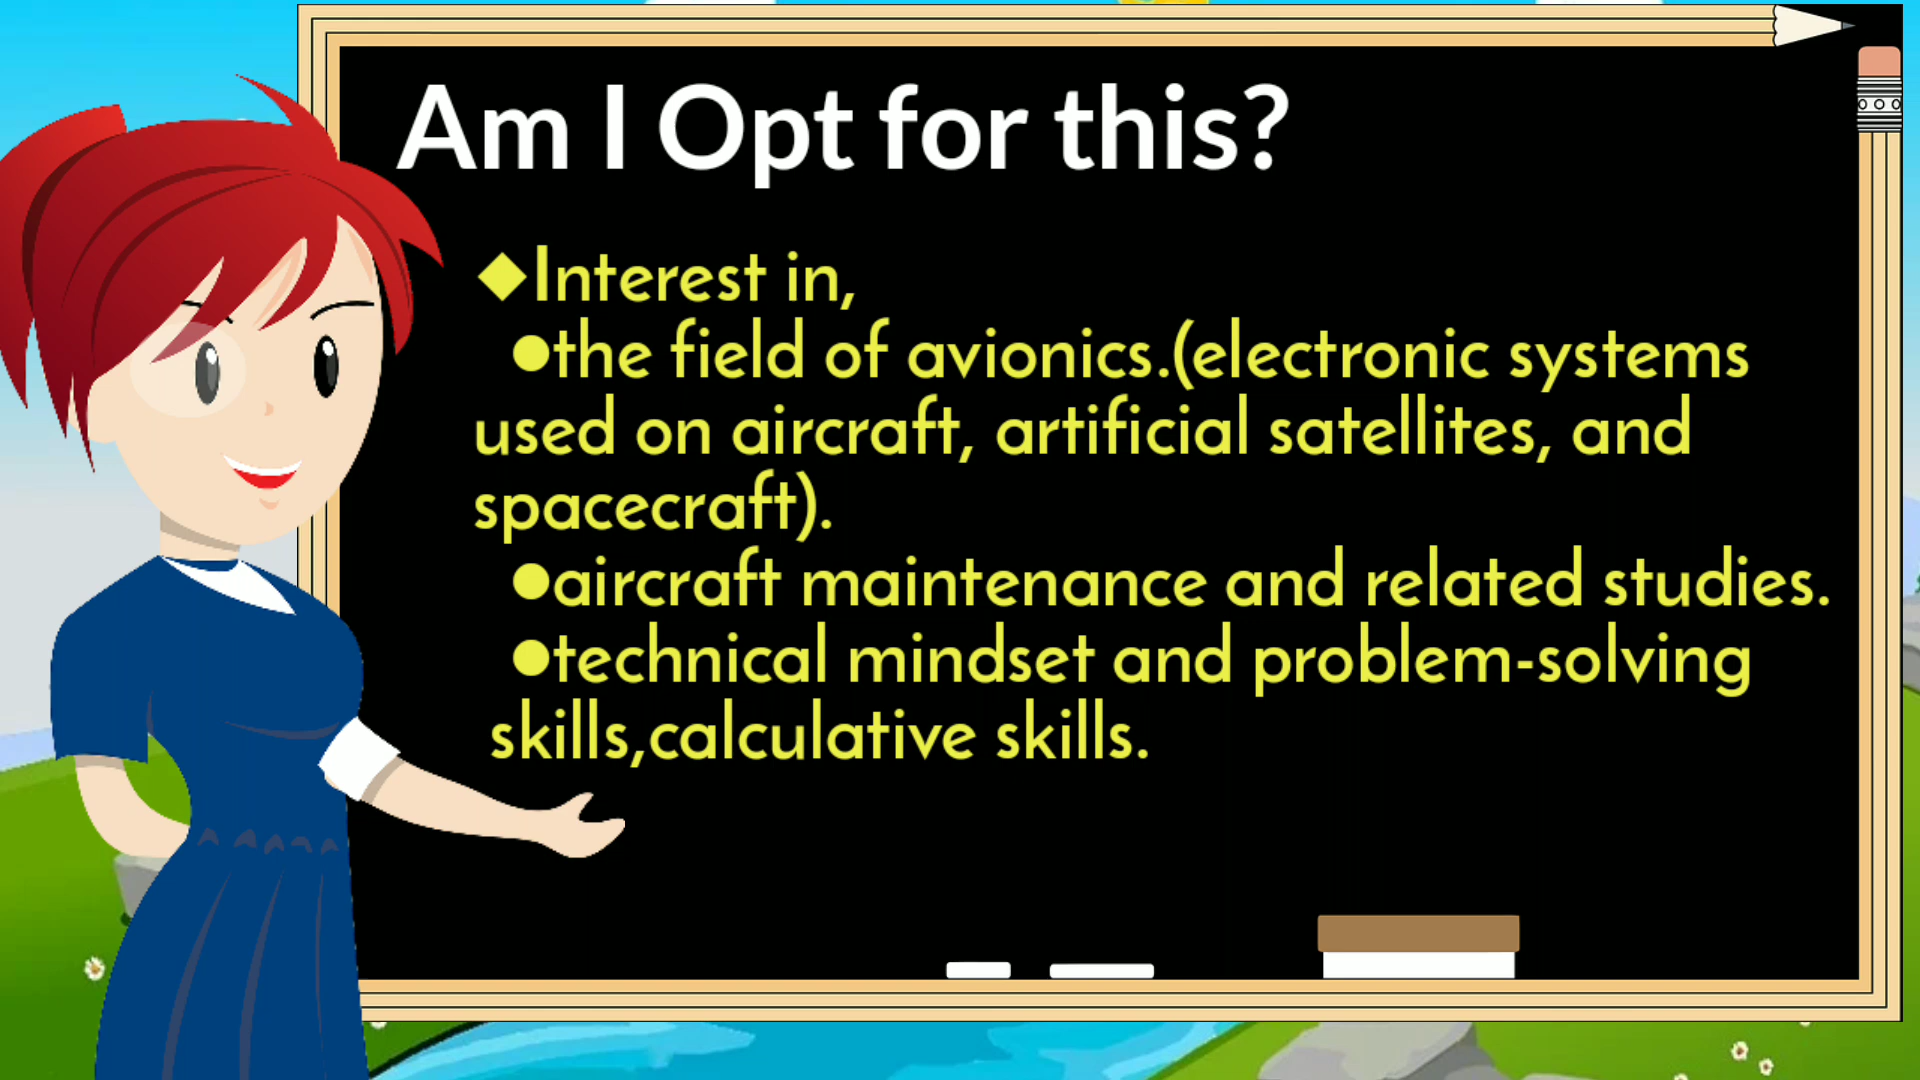 Am I Opt for this?
◆Interest in,
●the field of avionics.(electronic systems
used on aircraft, artificial satellites, and
spacecraft).
●aircraft maintenance and related studies.
●technical mindset and problem-solving
skills,calculative skills.